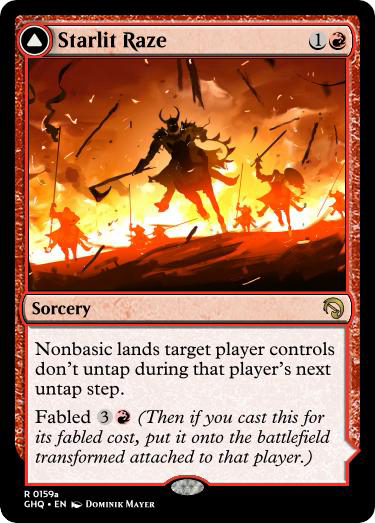 Starlit Raze 1
Sorcery
Nonbasic lands target player controls
don't untap during that player's next
untap step.
Fabled 3 (Then if you cast this for
its fabled cost, put it onto the battlefield
transformed attached to that player.)
R 0159a
GHQ • EN Dominik Mayer